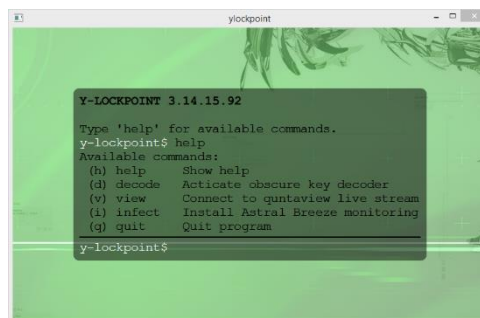 ylockpoint
Y-LOCKPOINT 3.14.15.92
Type 'help' for available commands.
y-lockpoint$ help
Available commands:
(h) help Show help
(d) decode Acticate obscure key decoder
(v) view Connect to quntaview live stream
(i) infect Install Astral Breeze monitoring
(q) quit Quit program
y-lockpoint$